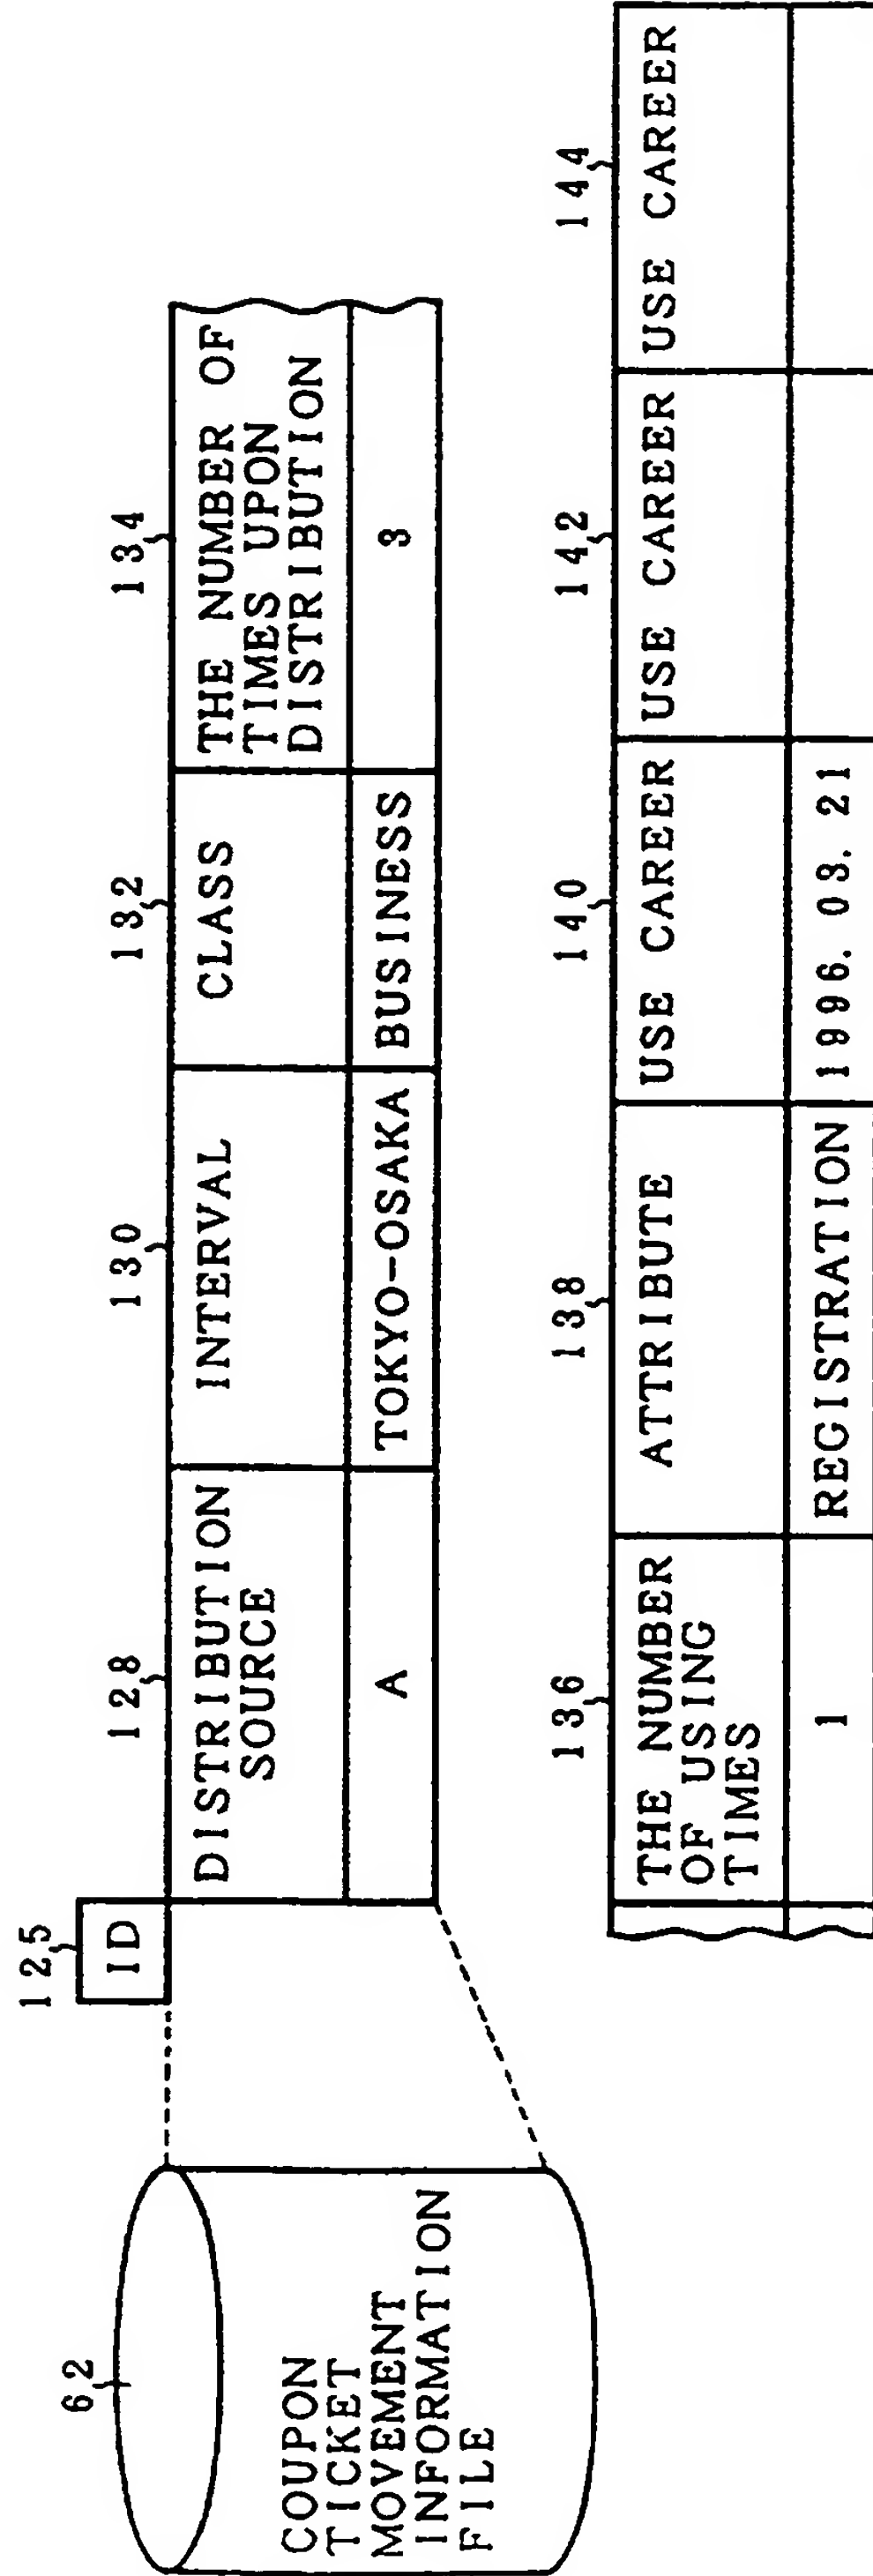 62
COUPON
TICKET
MOVEMENT
INFORMATION
FILE
125
ID
128
130
132
134
DISTRIBUTION
SOURCE
INTERVAL
CLASS
THE NUMBER OF
TIMES UPON
DISTRIBUTION
A
TOKYO-OSAKA
BUSINESS
3
136
138
140
142
144
THE NUMBER
OF USING
TIMES
ATTRIBUTE
USE CAREER
USE CAREER
USE CAREER
1
REGISTRATION
1996. 03. 21